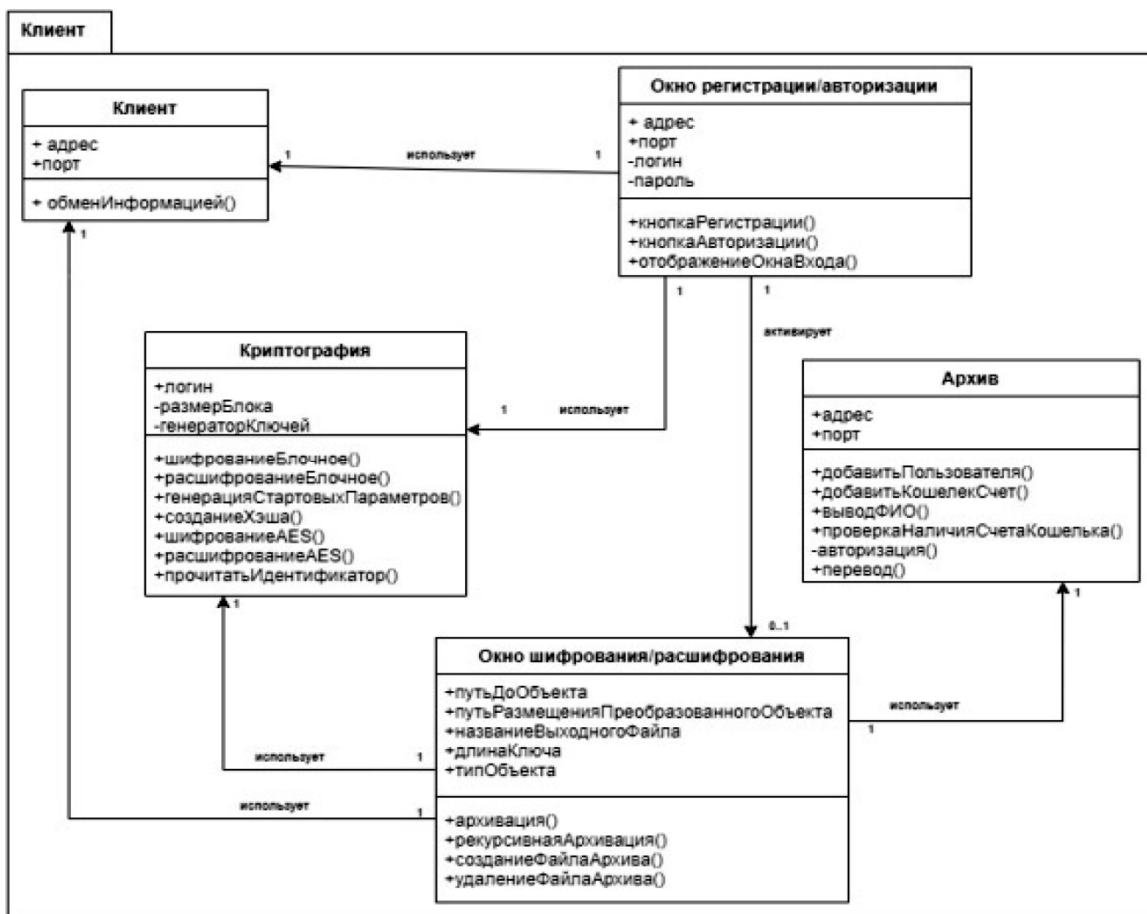 Клиент
Клиент
+ адрес
+порт
+ обменИнформацией()
Окно регистрации/авторизации
+ адрес
+порт
-логин
-пароль
+кнопкаРегистрации()
+кнопкаАвторизации()
+отображениеОкнаВхода()
1
использует
1
1
1
1
активирует
Криптография
+логин
-размерБлока
-генераторКлючей
+шифрованиеБлочное()
+расшифрованиеБлочное()
+генерацияСтартовыхПараметров()
+созданиеХэша()
+шифрованиеAES()
+расшифрованиеAES()
+прочитатьИдентификатор()
1
использует
Архив
+адрес
+порт
+добавитьПользователя()
+добавитьКошелекСчет()
+выводФИО()
+проверкаНаличияСчетаКошелька()
-авторизация()
+перевод()
1
1
0..1
Окно шифрования/расшифрования
+путьДоОбъекта
+путьРазмещенияПреобразованногоОбъекта
+названиеВыходногоФайла
+длинаКлюча
+типОбъекта
+архивация()
+рекурсивнаяАрхивация()
+созданиеФайлаАрхива()
+удалениеФайлаАрхива()
использует
1
использует
1
использует
1